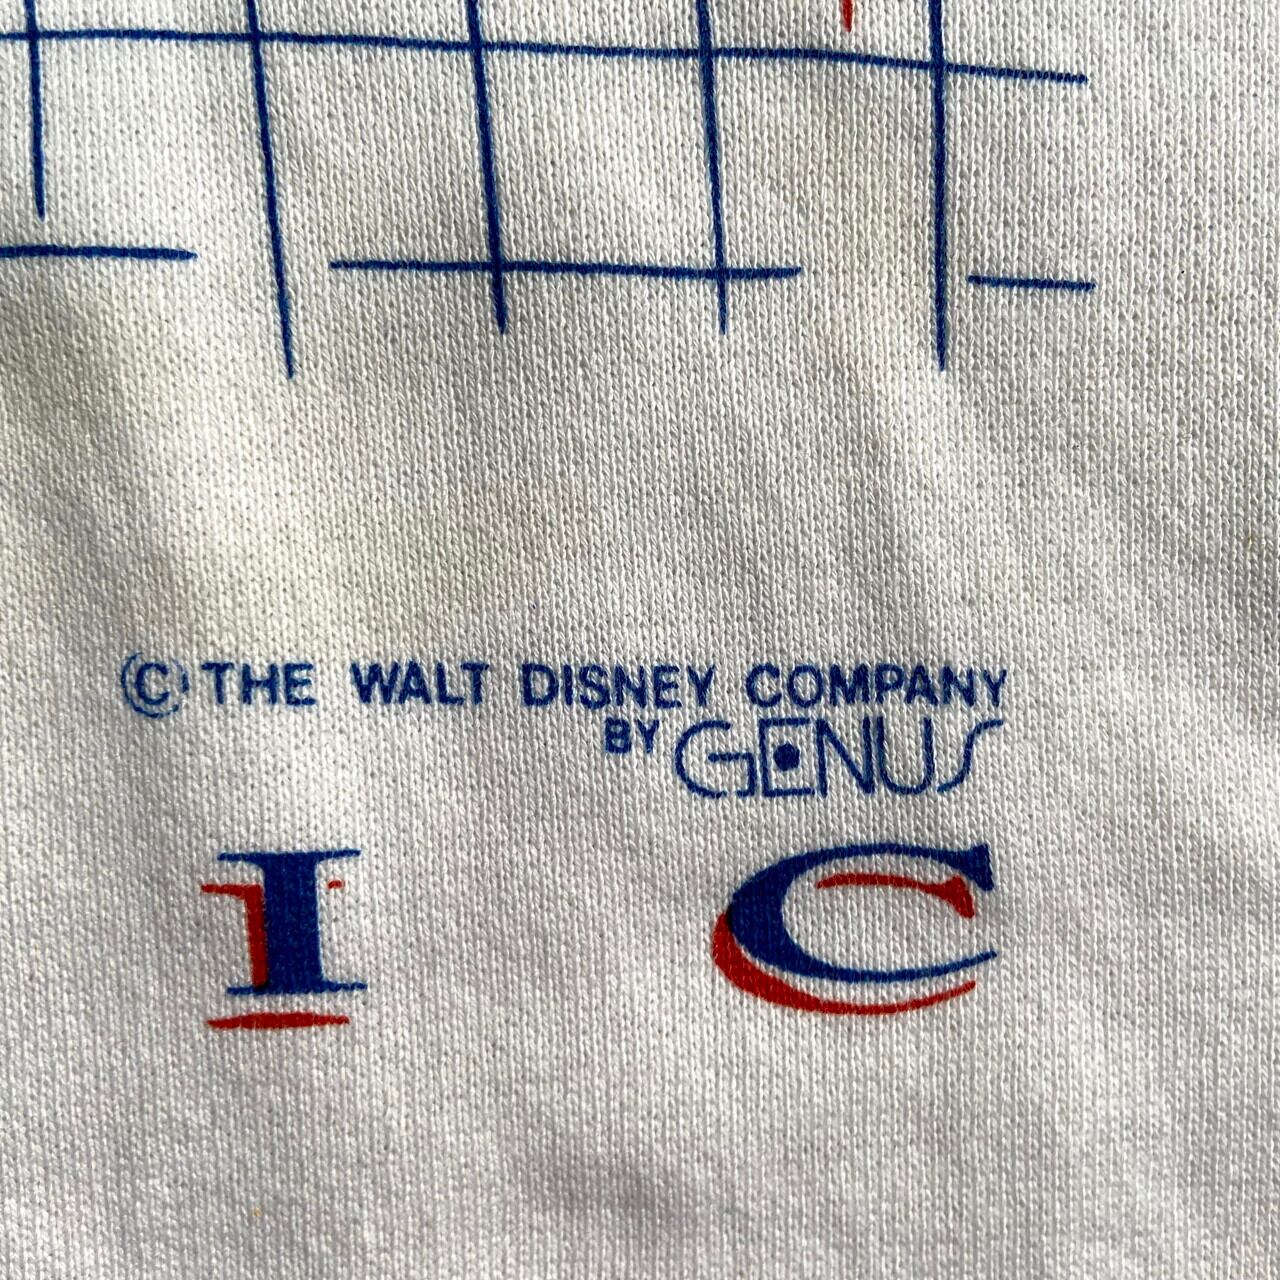 © THE WALT DISNEY COMPANY
BY GENUS
I C